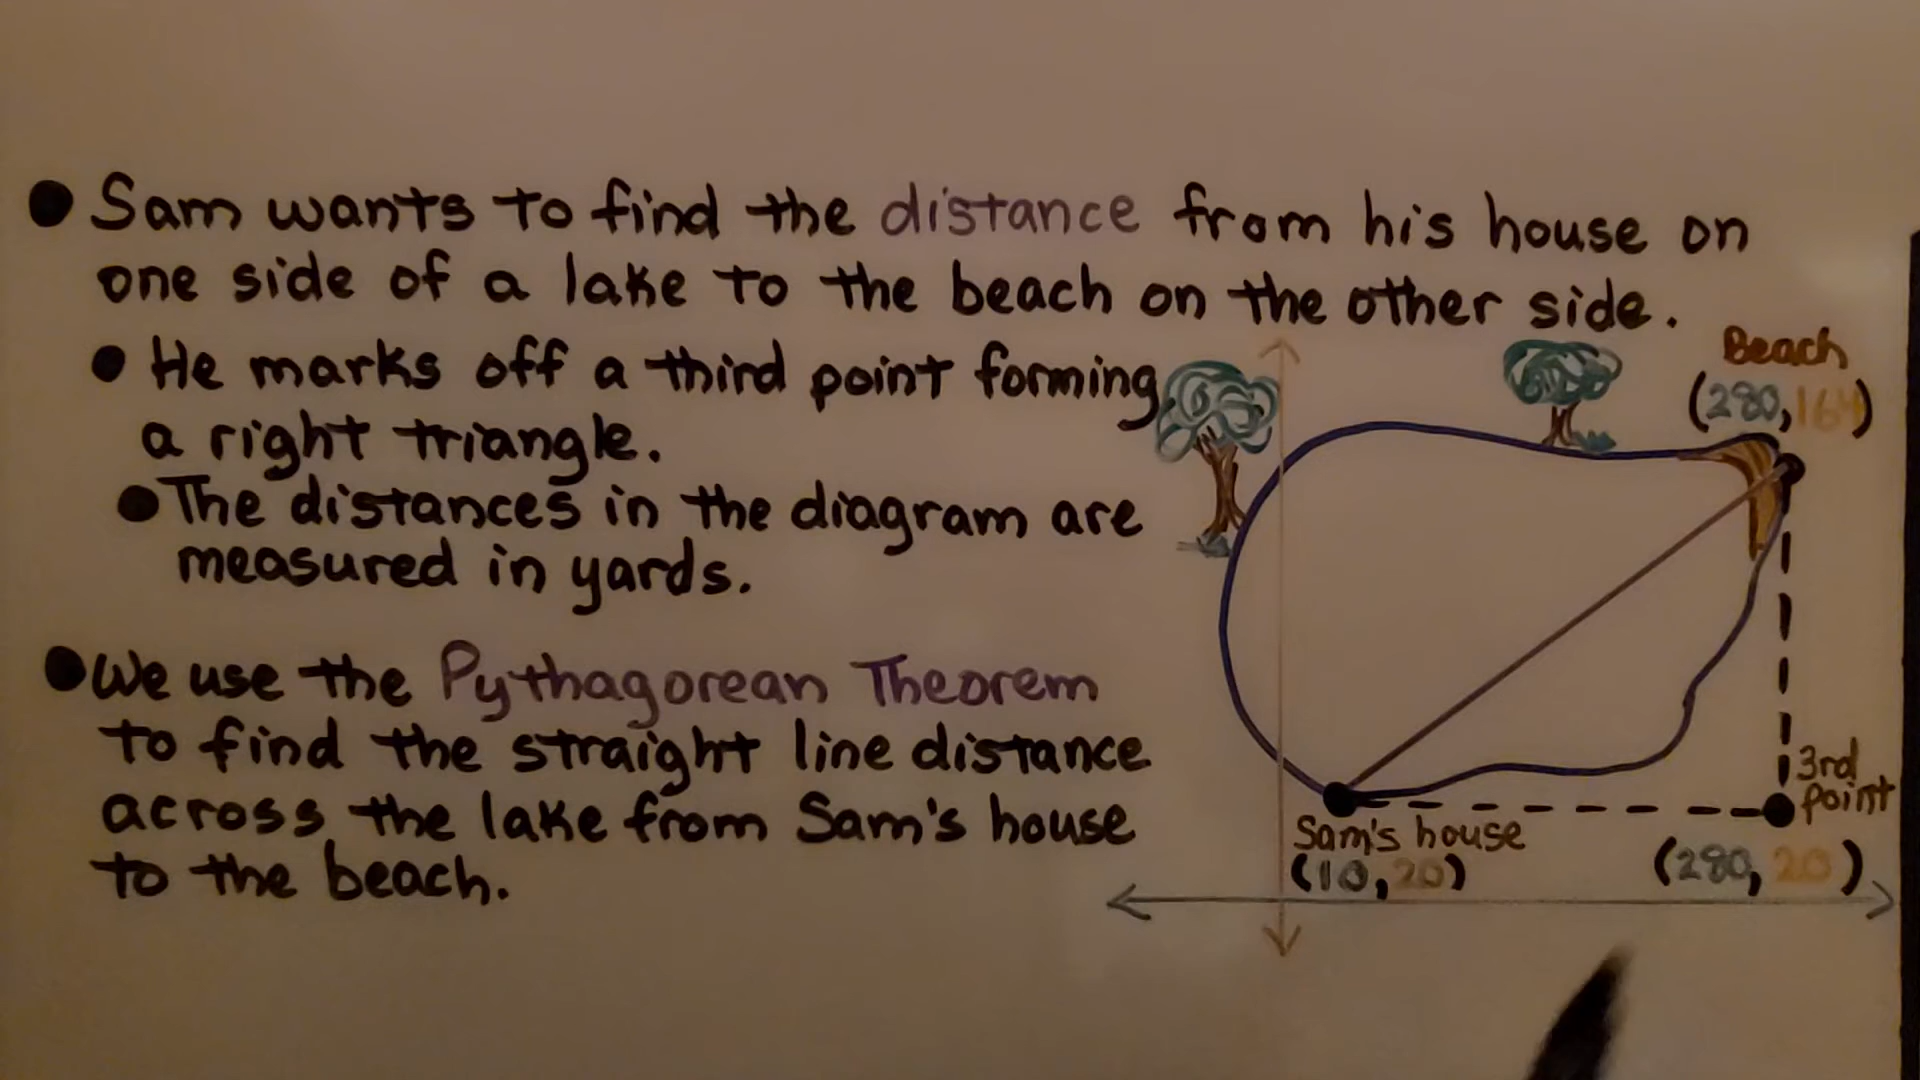 ● Sam wants to find the distance from his house on
one side of a lake to the beach on the other side.
● He marks off a third point forming
a right triangle.
● The distances in the diagram are
measured in yards.
● We use the Pythagorean Theorem
to find the straight line distance
across the lake from Sam's house
to the beach.
Beach
(280, 164)
3rd
point
Sam's house
(10, 20)
(280, 20)